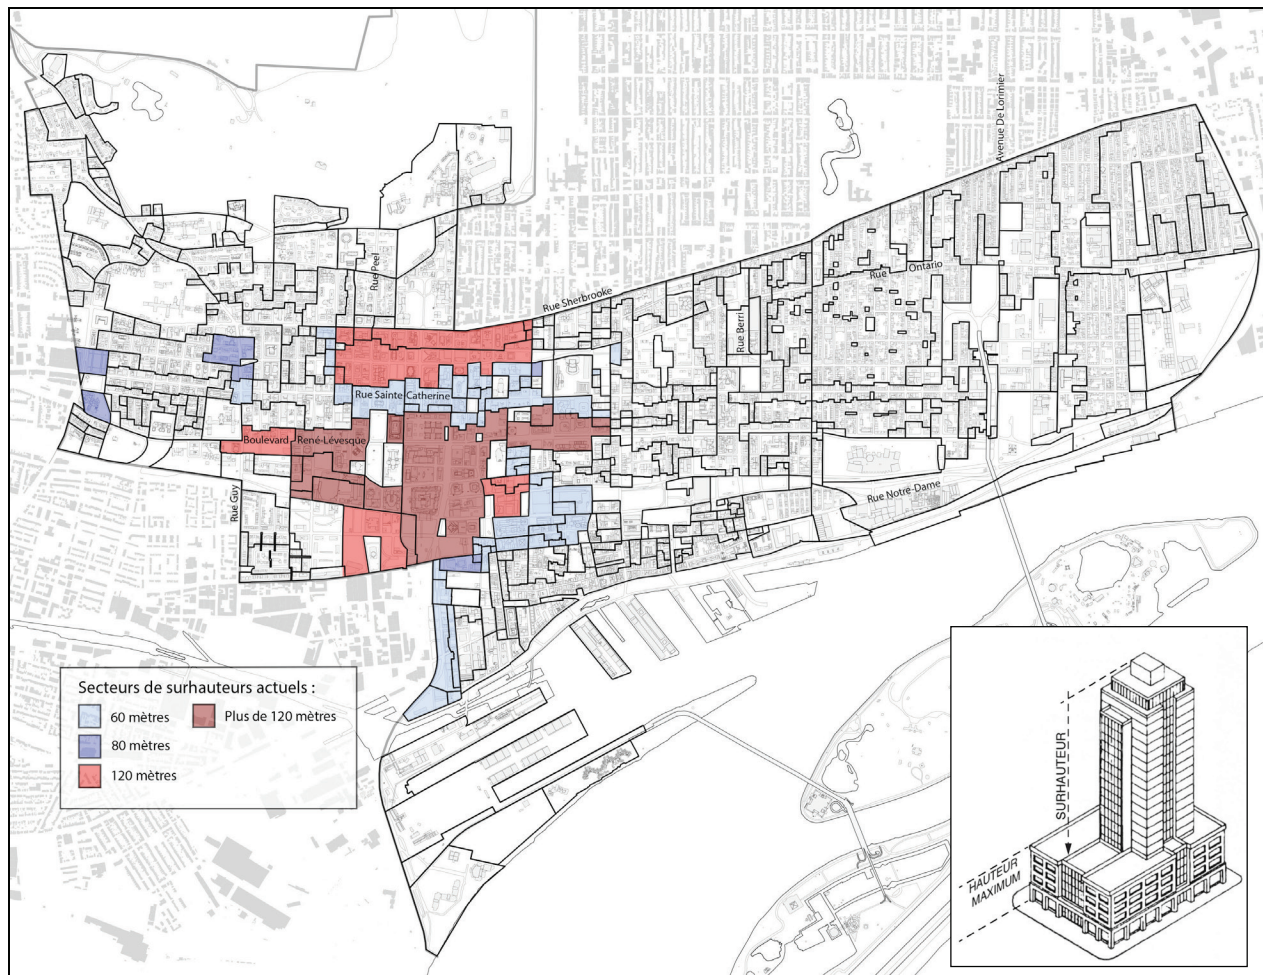 Avenue De Lorimier
Rue Ontario
Rue Peel
Rue Sherbrooke
Rue Berri
Rue Sainte-Catherine
Boulevard René-Lévesque
Rue Guy
Rue Notre-Dame
Secteurs de surhauteurs actuels :
60 mètres
Plus de 120 mètres
80 mètres
120 mètres
SURHAUTEUR
HAUTEUR
MAXIMUM